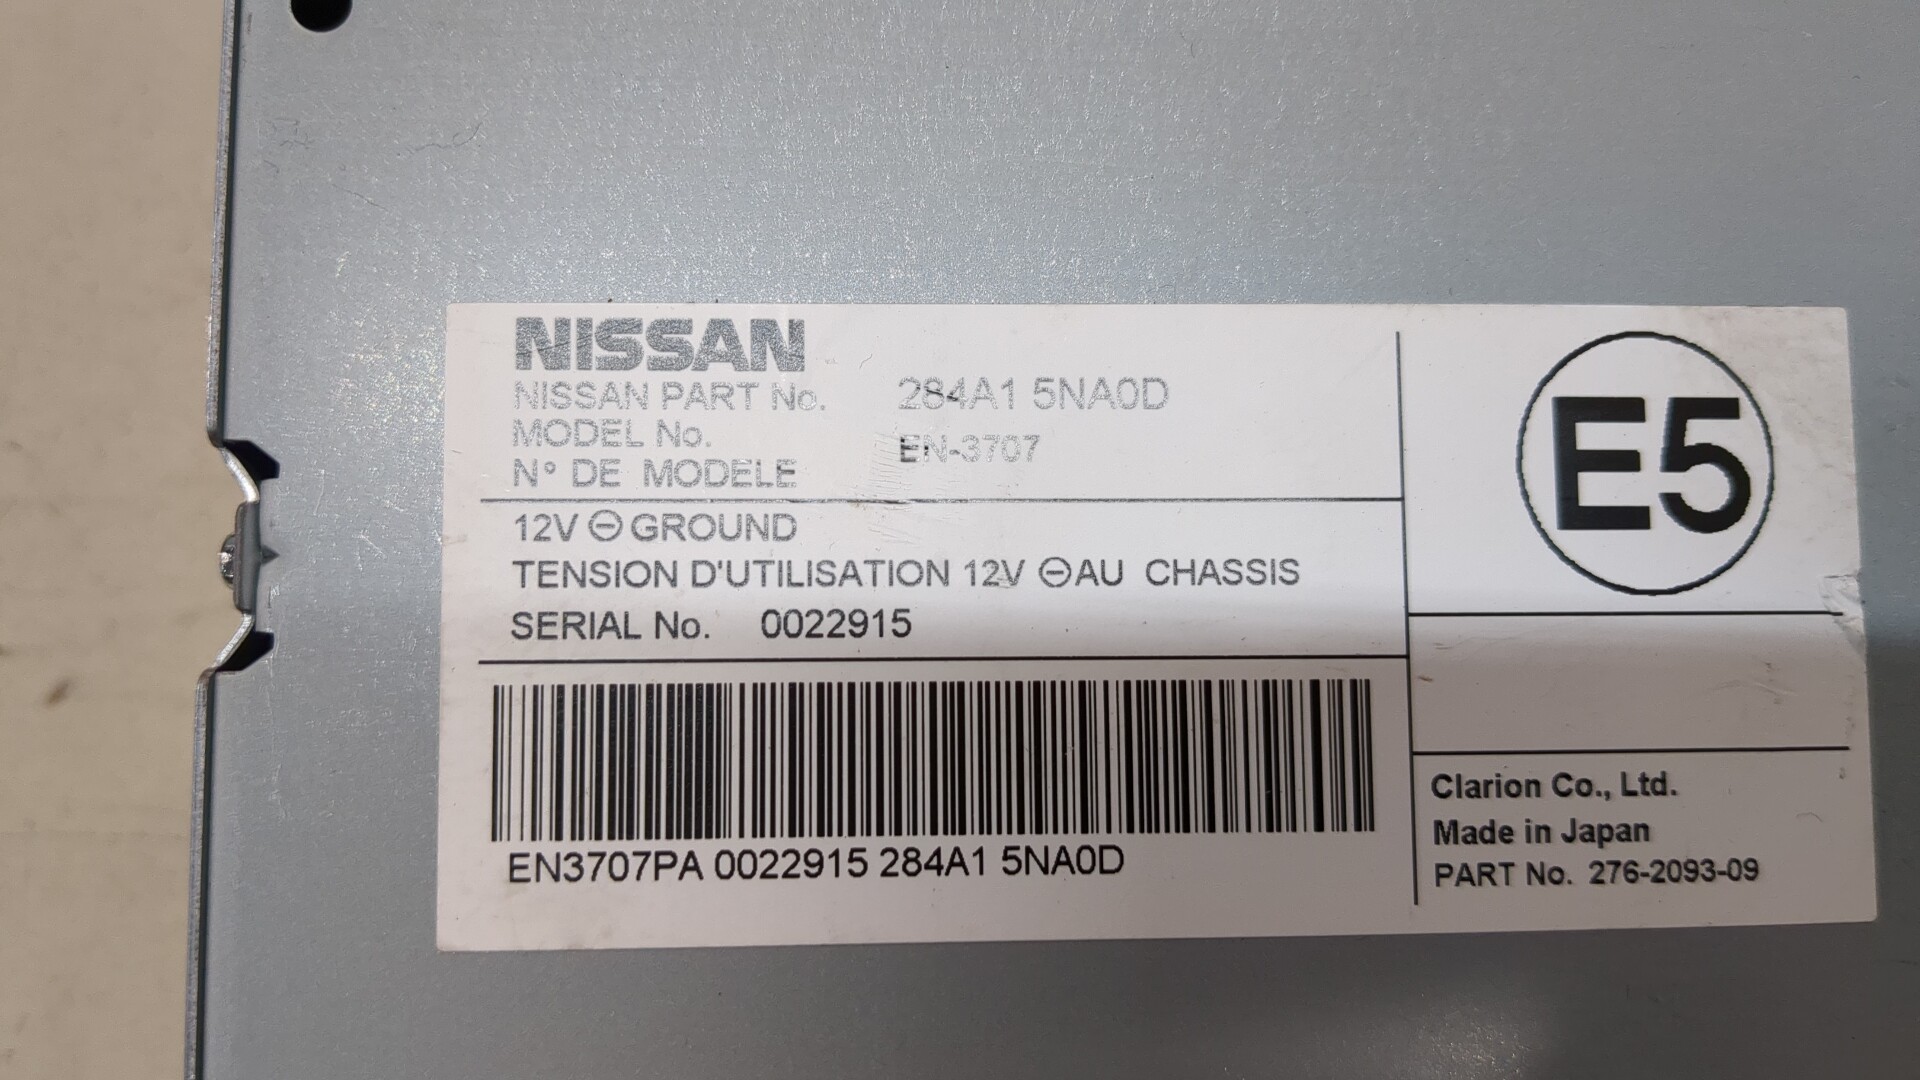 NISSAN
NISSAN PART No. 284A1 5NA0D
MODEL No.
N° DE MODELE EN-3707
12V ⊖ GROUND
TENSION D'UTILISATION 12V ⊖ AU CHASSIS
SERIAL No. 0022915
EN3707PA 0022915 284A1 5NA0D
E5
Clarion Co., Ltd.
Made in Japan
PART No. 276-2093-09